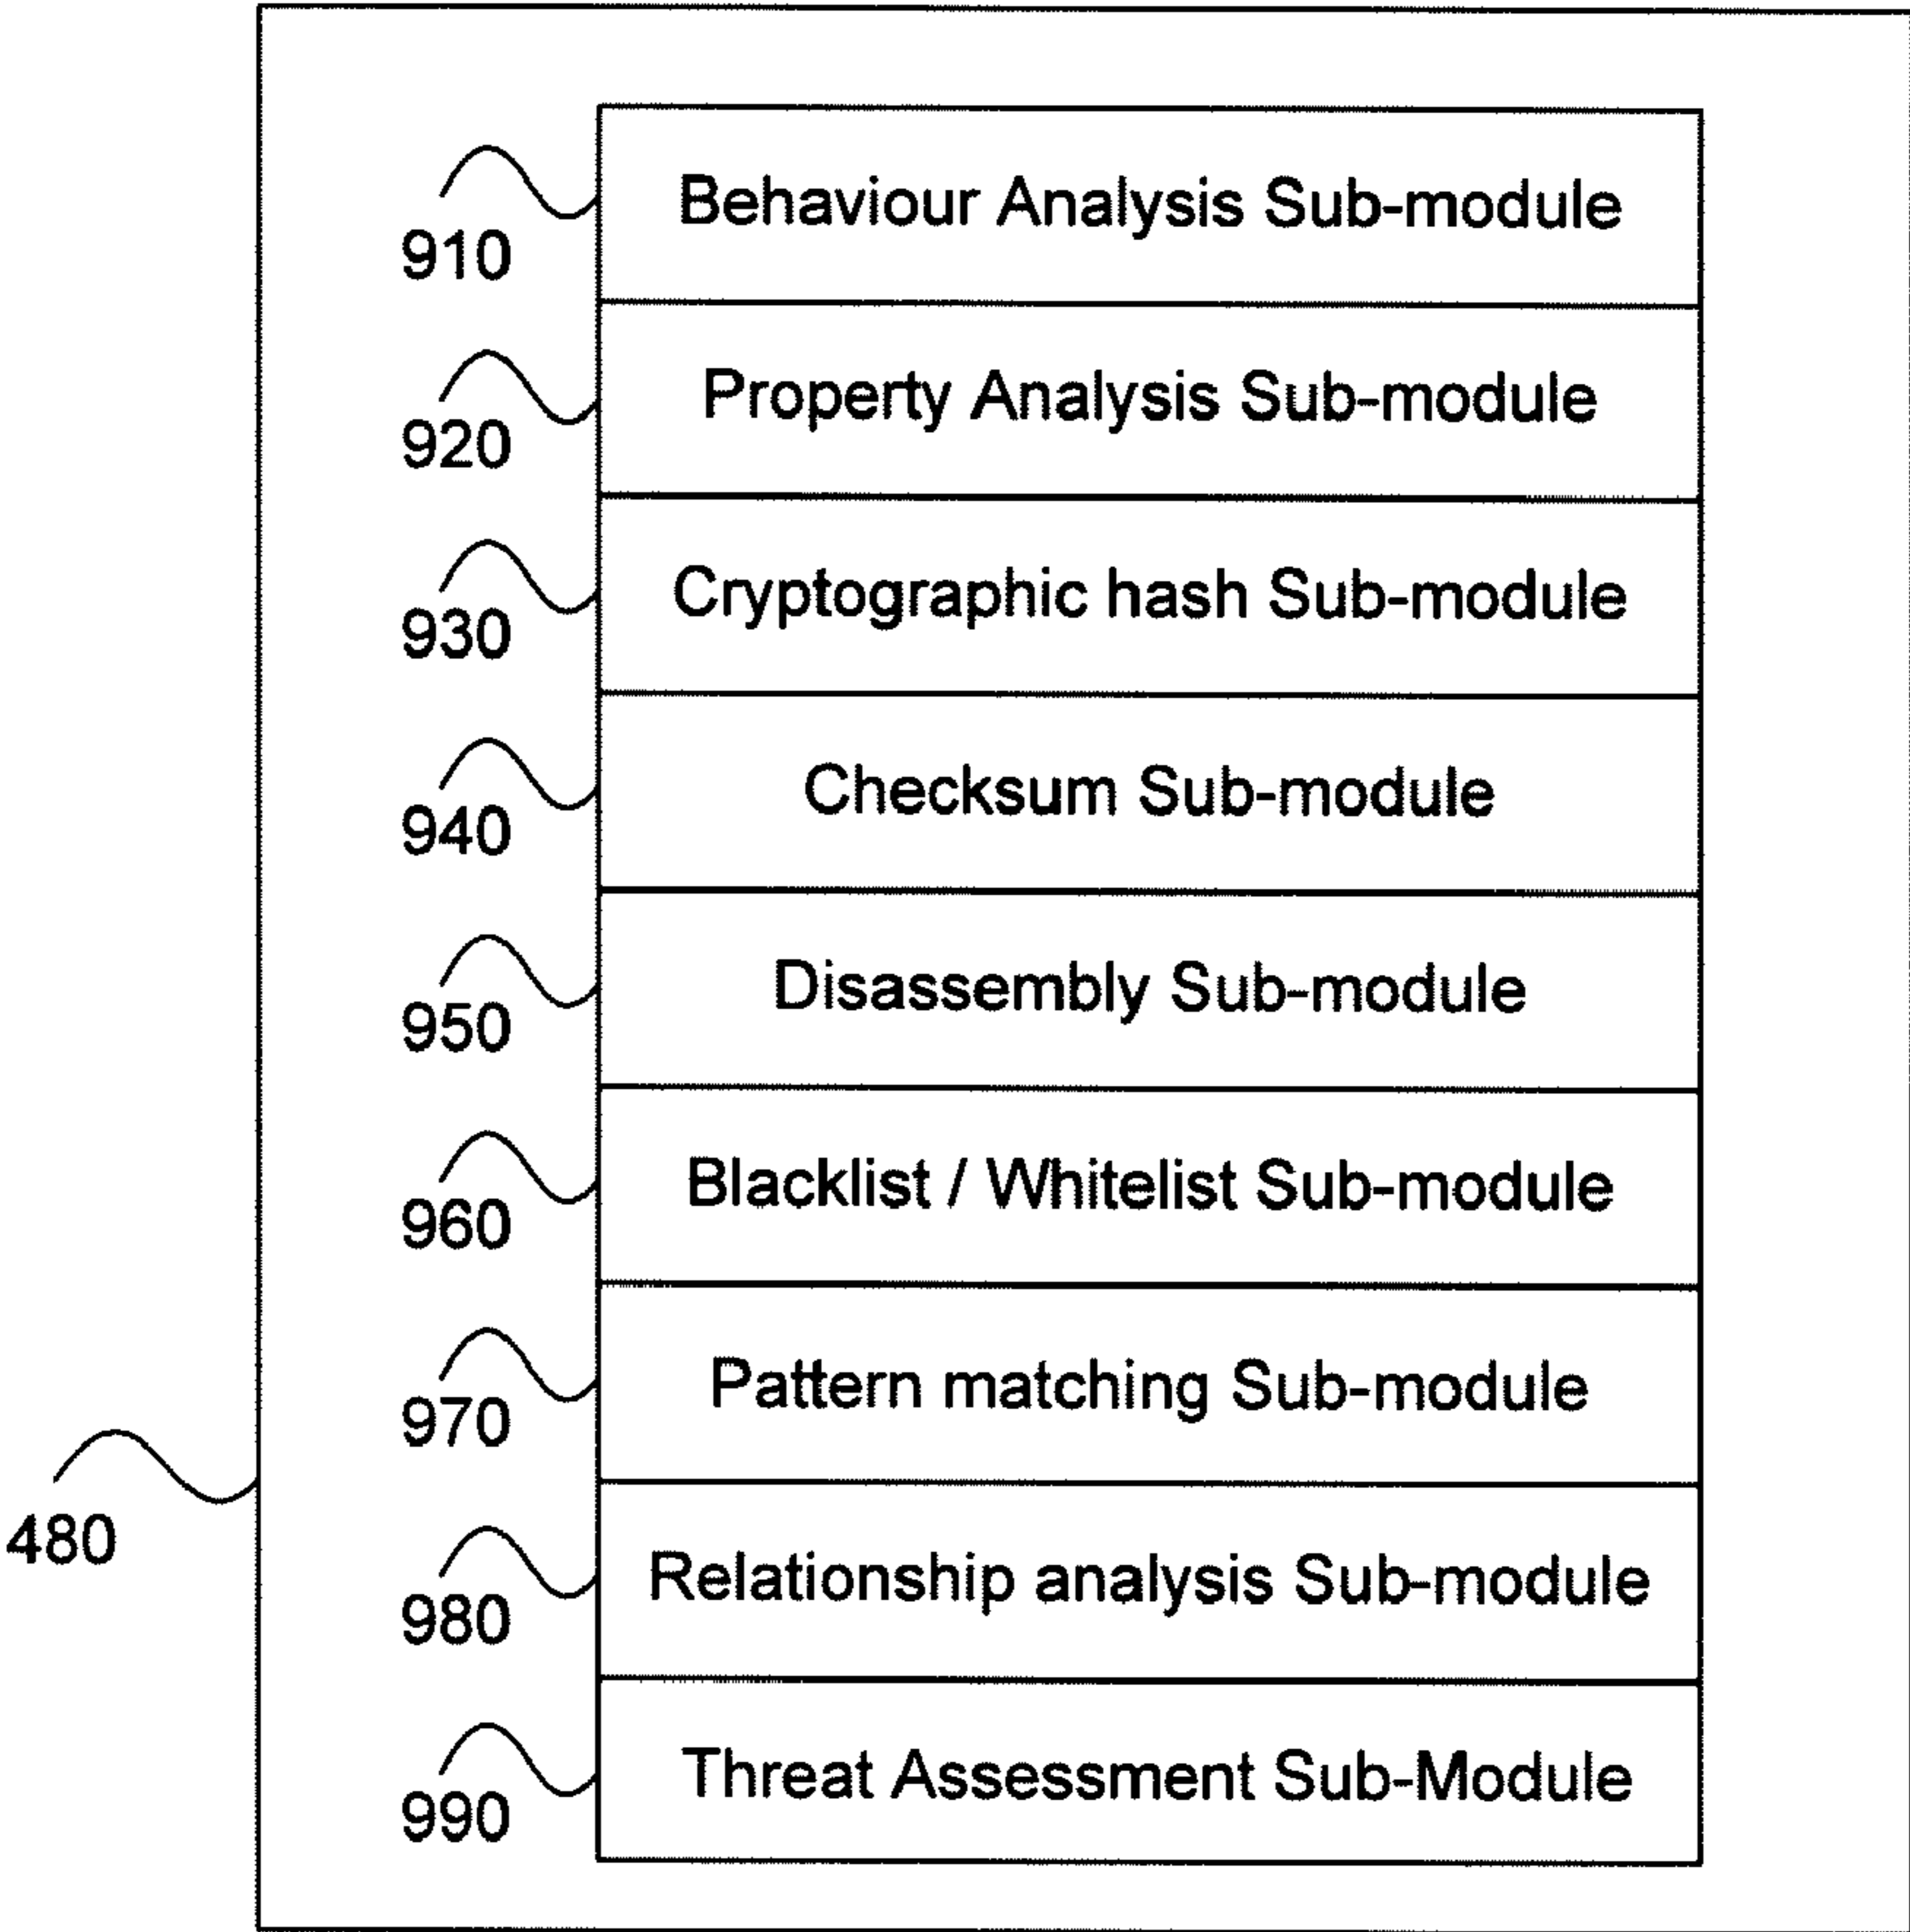 Behaviour Analysis Sub-module
910
Property Analysis Sub-module
920
Cryptographic hash Sub-module
930
Checksum Sub-module
940
Disassembly Sub-module
950
Blacklist / Whitelist Sub-module
960
Pattern matching Sub-module
970
480
Relationship analysis Sub-module
980
Threat Assessment Sub-Module
990